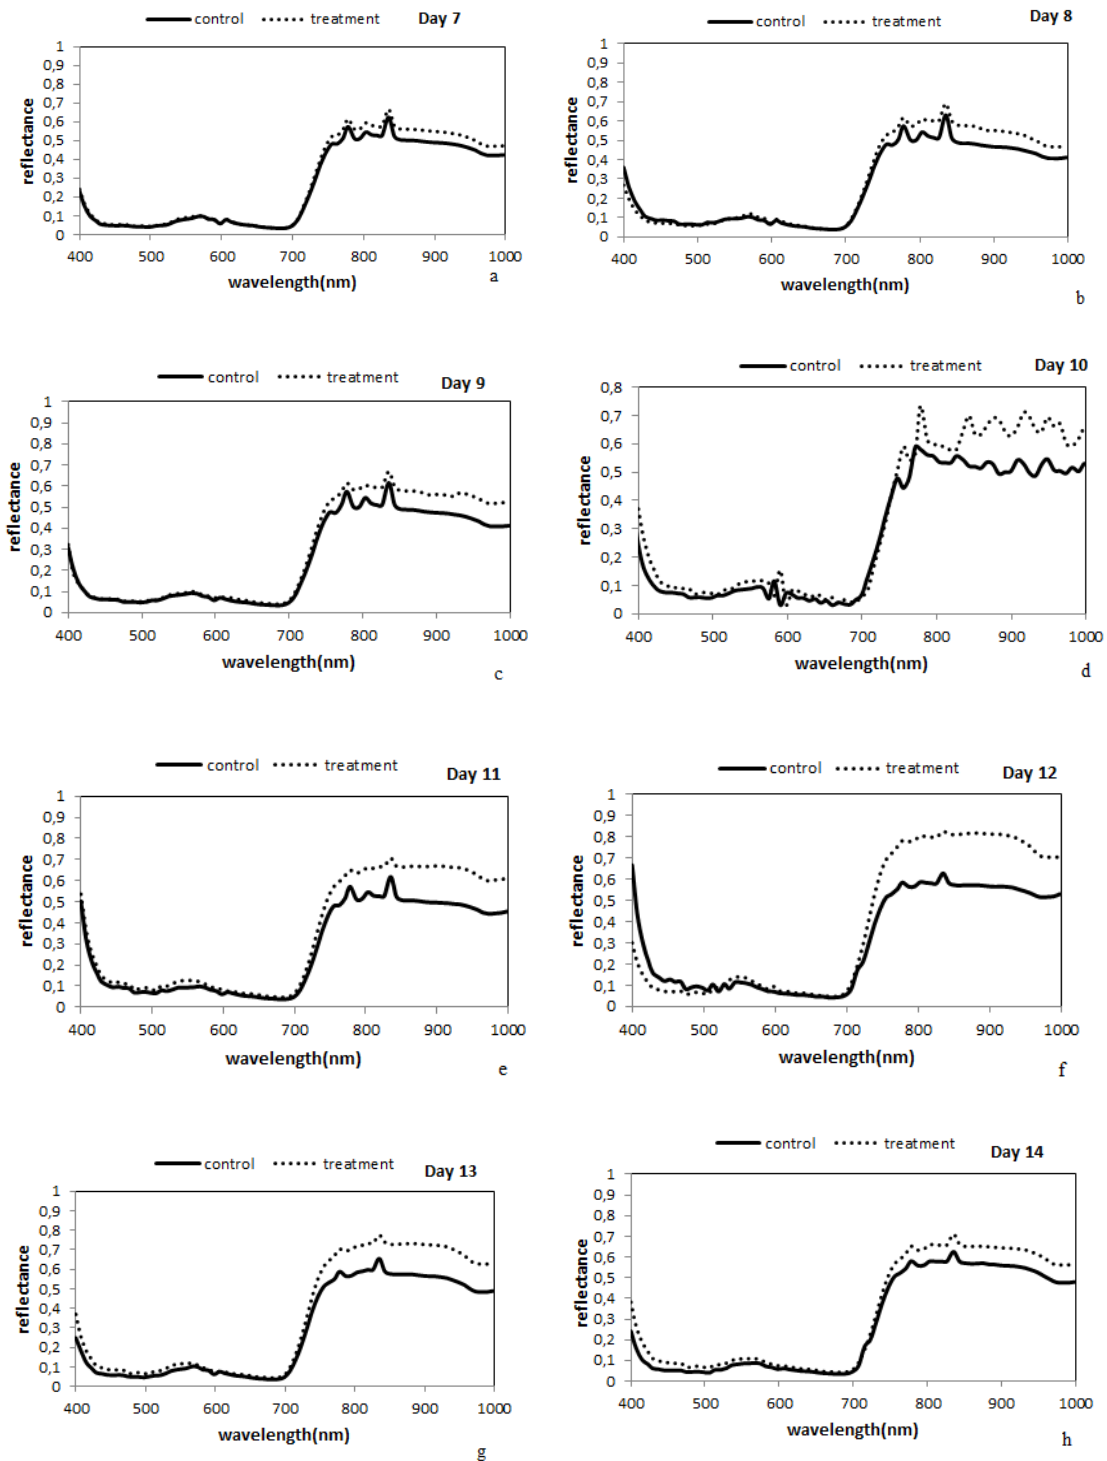 control treatment Day 7
1
0,9
0,8
0,7
0,6
0,5
0,4
0,3
0,2
0,1
0
reflectance
400 500 600 700 800 900 1000
wavelength(nm)
a
control treatment Day 8
1
0,9
0,8
0,7
0,6
0,5
0,4
0,3
0,2
0,1
0
reflectance
400 500 600 700 800 900 1000
wavelength(nm)
b
control treatment Day 9
1
0,9
0,8
0,7
0,6
0,5
0,4
0,3
0,2
0,1
0
reflectance
400 500 600 700 800 900 1000
wavelength(nm)
c
control treatment Day 10
0,8
0,7
0,6
0,5
0,4
0,3
0,2
0,1
0
reflectance
400 500 600 700 800 900 1000
wavelength(nm)
d
control treatment Day 11
1
0,9
0,8
0,7
0,6
0,5
0,4
0,3
0,2
0,1
0
reflectance
400 500 600 700 800 900 1000
wavelength(nm)
e
control treatment Day 12
1
0,9
0,8
0,7
0,6
0,5
0,4
0,3
0,2
0,1
0
reflectance
400 500 600 700 800 900 1000
wavelength(nm)
f
control treatment Day 13
1
0,9
0,8
0,7
0,6
0,5
0,4
0,3
0,2
0,1
0
reflectance
400 500 600 700 800 900 1000
wavelength(nm)
g
control treatment Day 14
1
0,9
0,8
0,7
0,6
0,5
0,4
0,3
0,2
0,1
0
reflectance
400 500 600 700 800 900 1000
wavelength(nm)
h